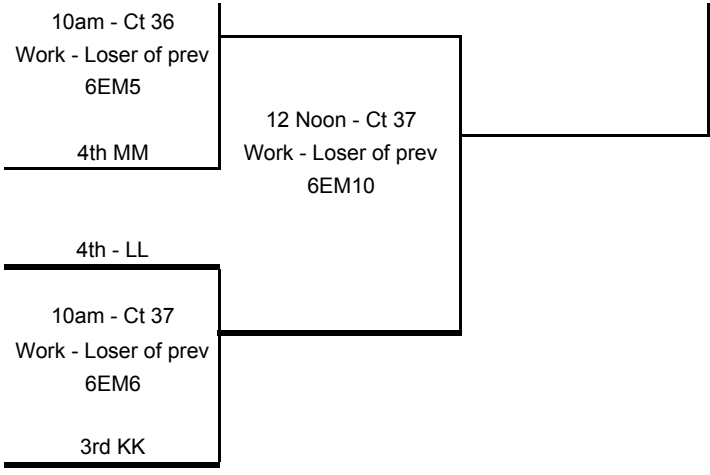 10am - Ct 36
Work - Loser of prev
6EM5
4th MM
12 Noon - Ct 37
Work - Loser of prev
6EM10
4th - LL
10am - Ct 37
Work - Loser of prev
6EM6
3rd KK